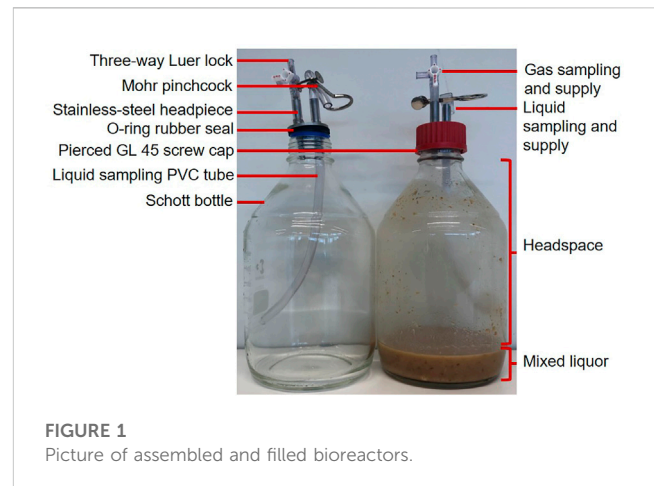 Three-way Luer lock
Mohr pinchcock
Stainless-steel headpiece
O-ring rubber seal
Pierced GL 45 screw cap
Liquid sampling PVC tube
Schott bottle
Gas sampling
and supply
Liquid
sampling and
supply
Headspace
Mixed liquor
FIGURE 1
Picture of assembled and filled bioreactors.